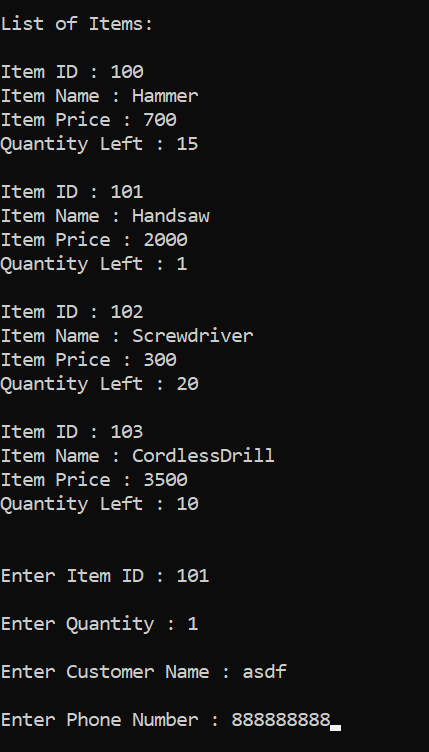 List of Items:
Item ID : 100
Item Name : Hammer
Item Price : 700
Quantity Left : 15
Item ID : 101
Item Name : Handsaw
Item Price : 2000
Quantity Left : 1
Item ID : 102
Item Name : Screwdriver
Item Price : 300
Quantity Left : 20
Item ID : 103
Item Name : CordlessDrill
Item Price : 3500
Quantity Left : 10
Enter Item ID : 101
Enter Quantity : 1
Enter Customer Name : asdf
Enter Phone Number : 888888888